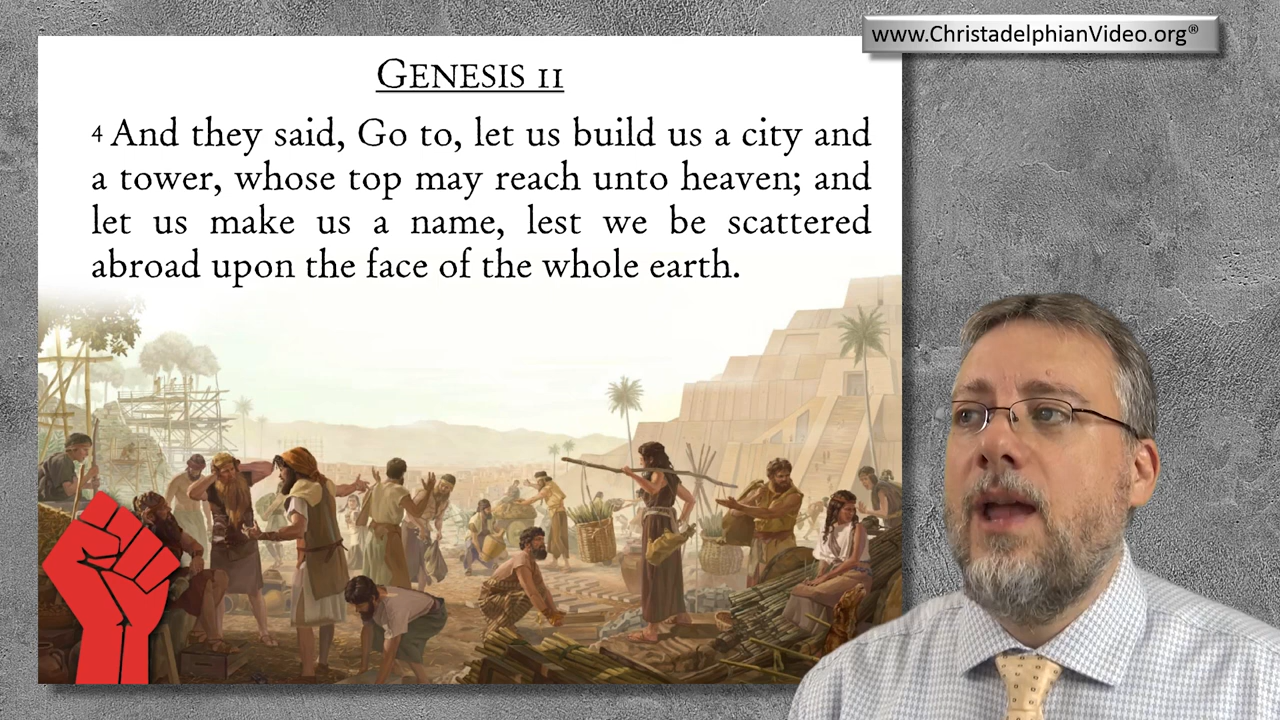 www.ChristadelphianVideo.org®
GENESIS 11
4 And they said, Go to, let us build us a city and
a tower, whose top may reach unto heaven; and
let us make us a name, lest we be scattered
abroad upon the face of the whole earth.